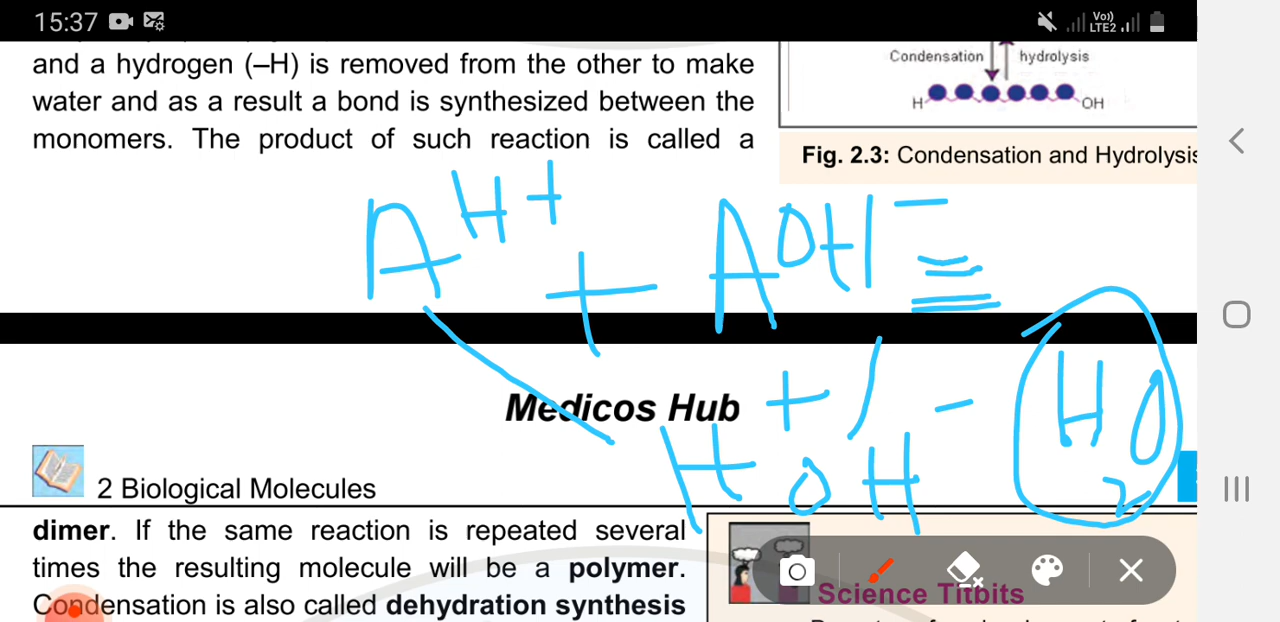 15:37
Vo))
LTE2
and a hydrogen (–H) is removed from the other to make
water and as a result a bond is synthesized between the
monomers. The product of such reaction is called a
Condensation hydrolysis
H OH
Fig. 2.3: Condensation and Hydrolysis
A H+ + A OH- =
Medicos Hub
H+ / OH- H2O
2 Biological Molecules
dimer. If the same reaction is repeated several
times the resulting molecule will be a polymer.
Condensation is also called dehydration synthesis
Science Titbits